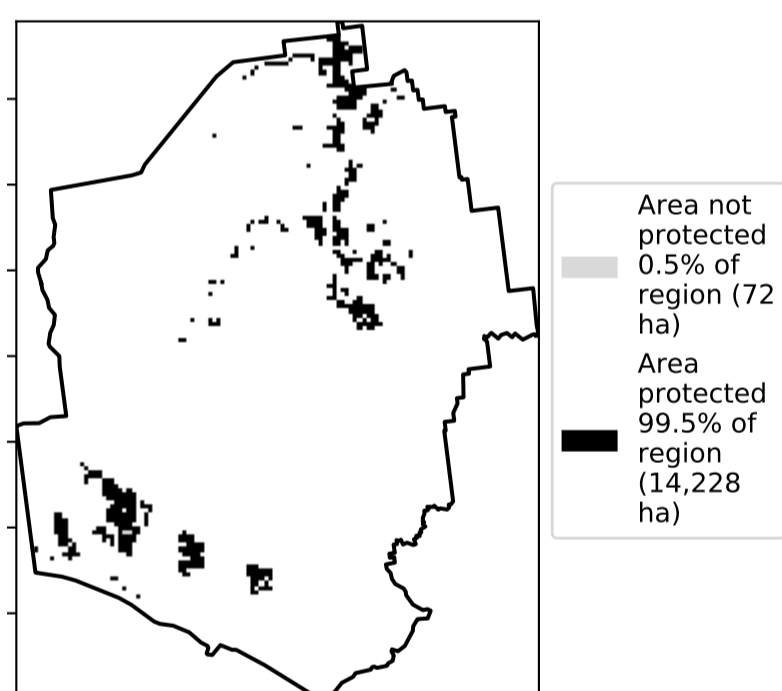 Area not
protected
0.5% of
region (72
ha)
Area
protected
99.5% of
region
(14,228
ha)